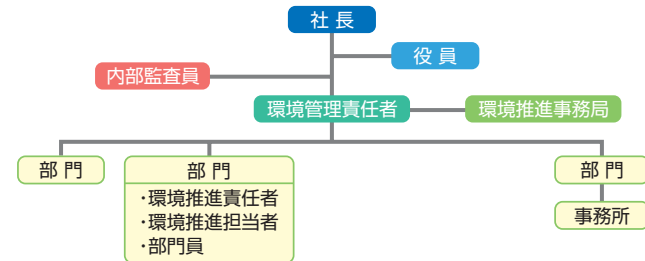 社 長
役 員
内部監査員
環境管理責任者
環境推進事務局
部 門
部 門
・環境推進責任者
・環境推進担当者
・部門員
部 門
事務所